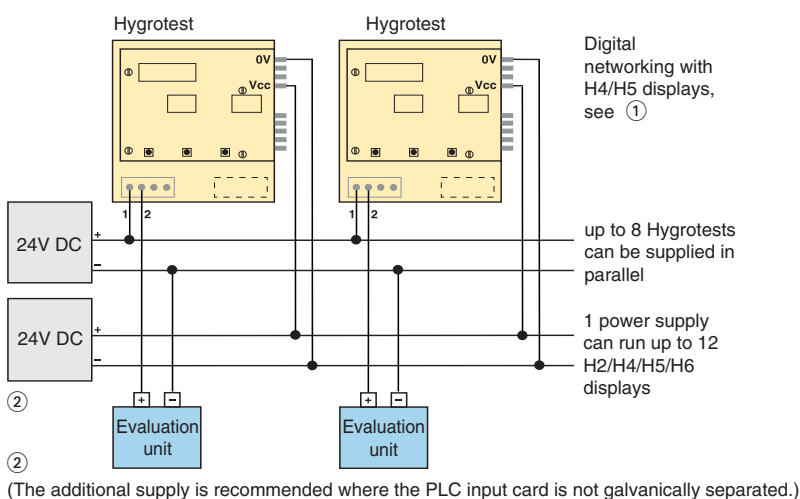 Hygrotest
Hygrotest
0V
Vcc
0V
Vcc
Digital
networking with
H4/H5 displays,
see ①
1 2
1 2
24V DC
+
–
up to 8 Hygrotests
can be supplied in
parallel
24V DC
+
–
1 power supply
can run up to 12
H2/H4/H5/H6
displays
②
+ –
Evaluation
unit
+ –
Evaluation
unit
②
(The additional supply is recommended where the PLC input card is not galvanically separated.)